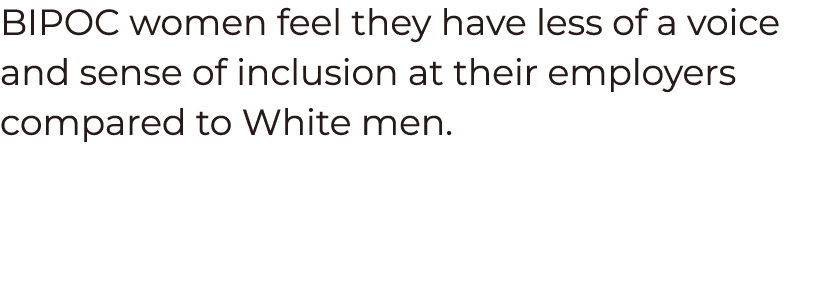 BIPOC women feel they have less of a voice
and sense of inclusion at their employers
compared to White men.